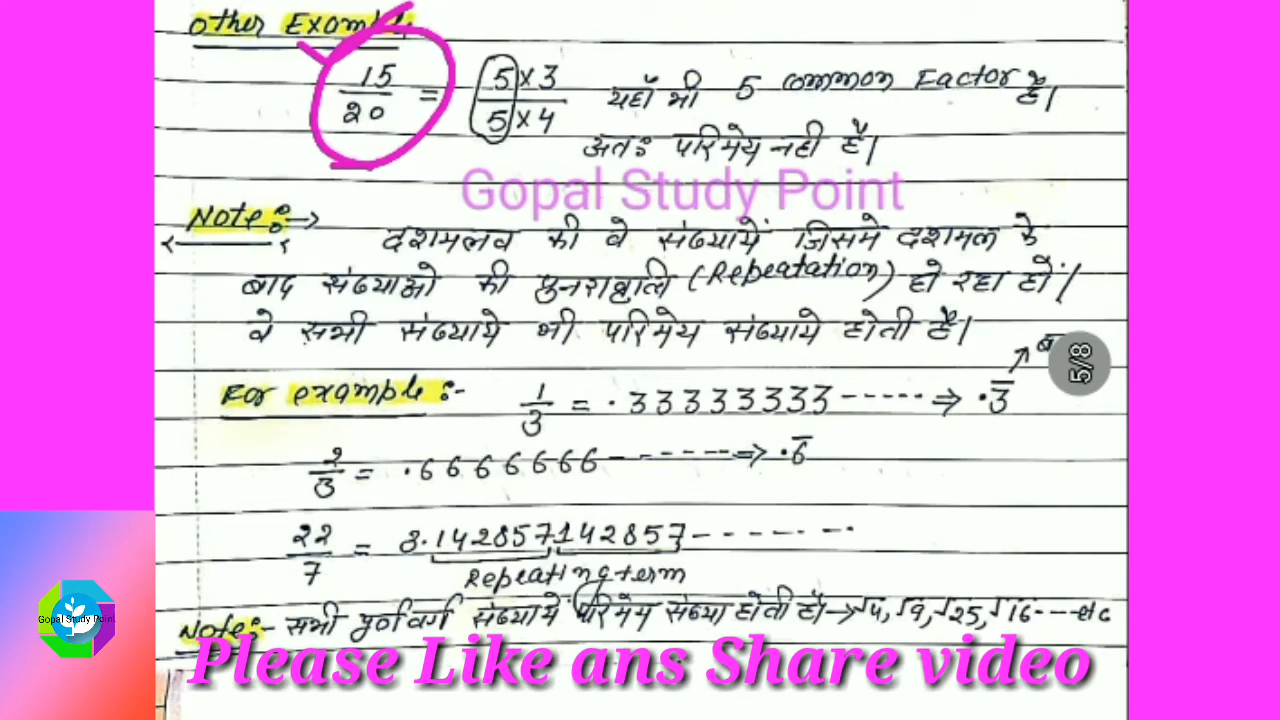 Other Example
15/20 = 5×3/5×4 यहाँ भी 5 common Factor है।
अतः परिमेय नही है।
Gopal Study Point
Note :→ दशमलव की वे संख्यायें जिसमे दशमल के
बाद संख्याओ की (Repeatation) हो रहा हों।
वे सभी संख्याये भी परिमेय संख्याये होती है।
5/8
For example :- 1/3 = .33333333 ------ ⇒ .3̅
2/3 = .6666666 ------- ⇒ .6̅
22/7 = 3.142857142857-------
Repeating term
Note:- सभी पुर्णवर्ग संख्याये परिमेय संख्या होती हैं→ √4, √9, √25, √16----etc
Gopal Study Point
Please Like ans Share video